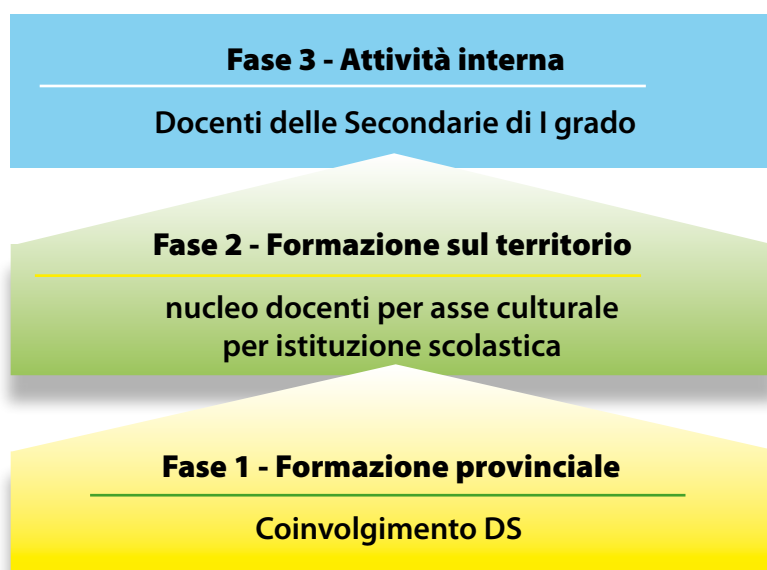 Fase 3 - Attività interna
Docenti delle Secondarie di I grado
Fase 2 - Formazione sul territorio
nucleo docenti per asse culturale
per istituzione scolastica
Fase 1 - Formazione provinciale
Coinvolgimento DS